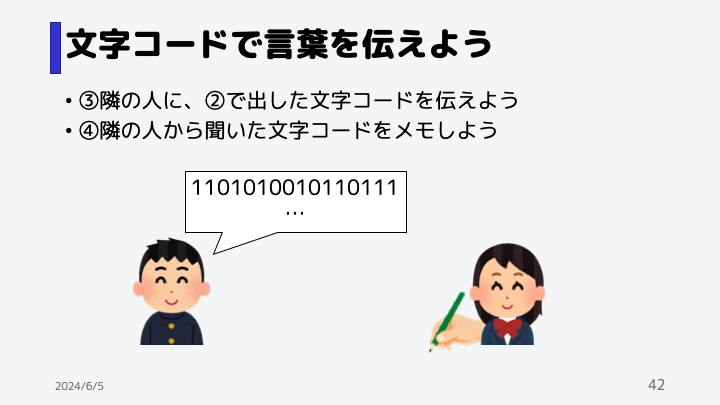 文字コードで言葉を伝えよう
• ③隣の人に、②で出した文字コードを伝えよう
• ④隣の人から聞いた文字コードをメモしよう
1101010010110111
…
2024/6/5
42